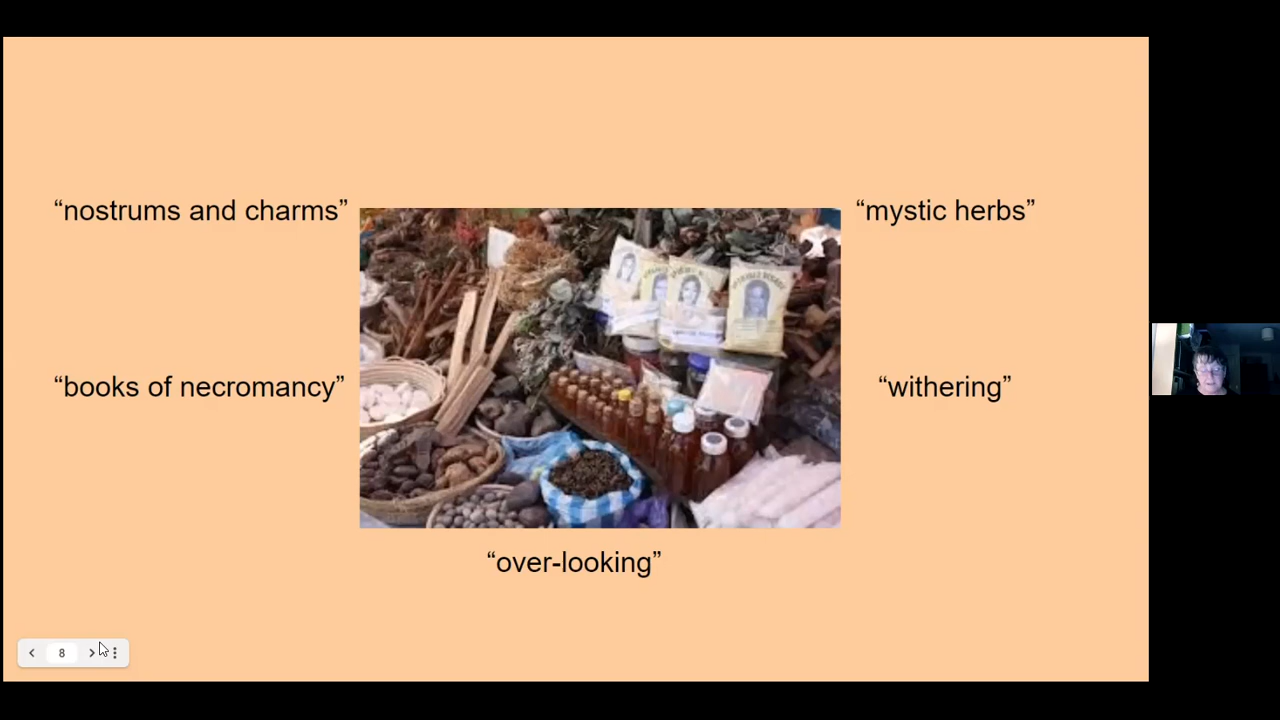 “nostrums and charms”
“mystic herbs”
“books of necromancy”
“withering”
“over-looking”
8